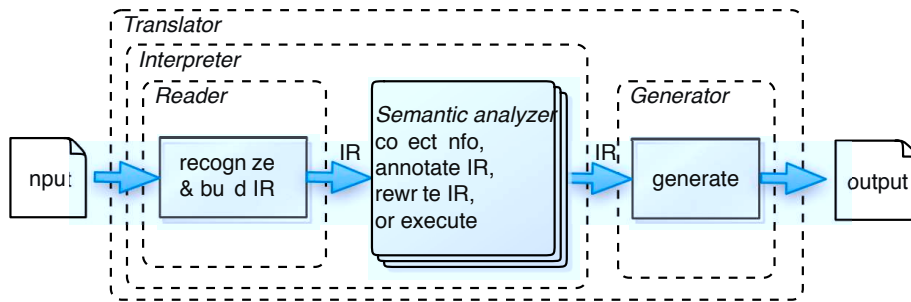 Translator
Interpreter
Reader
Generator
Semantic analyzer
nput
recogn ze
& bu d IR
IR
co ect nfo,
annotate IR,
rewr te IR,
or execute
IR
generate
output